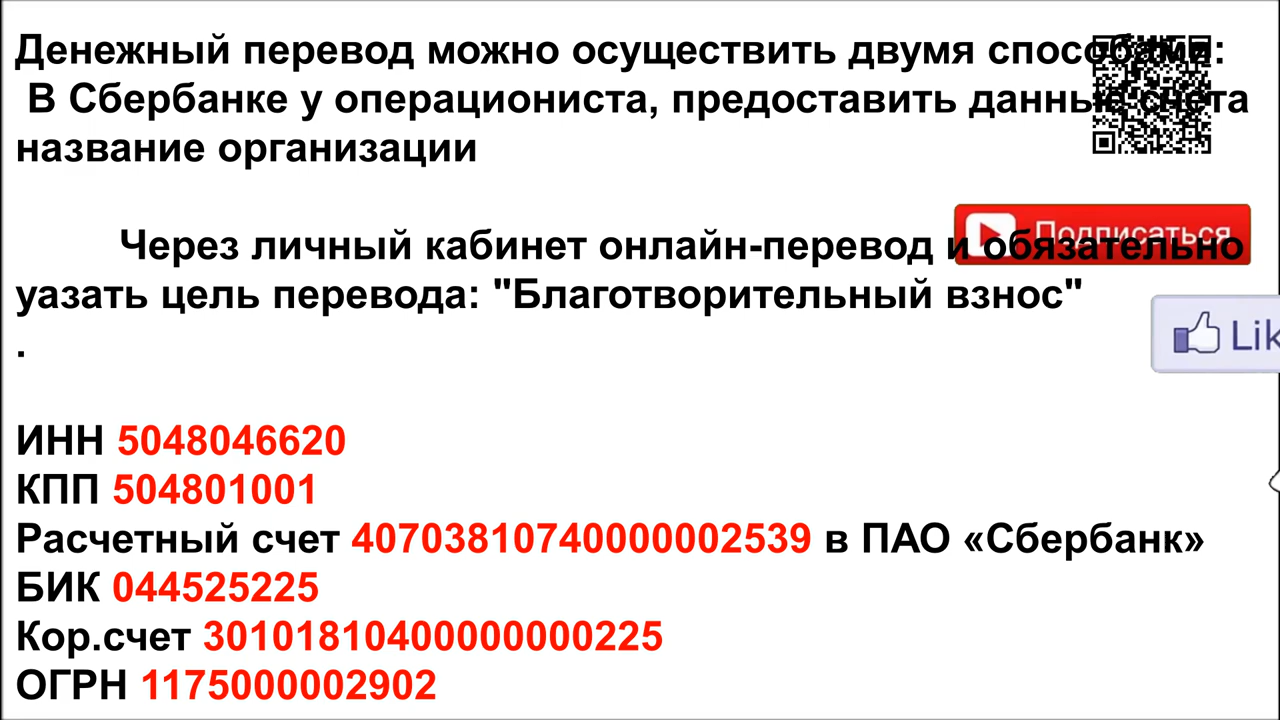 Денежный перевод можно осуществить двумя способами:
В Сбербанке у операциониста, предоставить данные счета
название организации
Подписаться
Через личный кабинет онлайн-перевод и обязательно
уазать цель перевода: "Благотворительный взнос"
.
Lik
ИНН 5048046620
КПП 504801001
Расчетный счет 40703810740000002539 в ПАО «Сбербанк»
БИК 044525225
Кор.счет 30101810400000000225
ОГРН 1175000002902